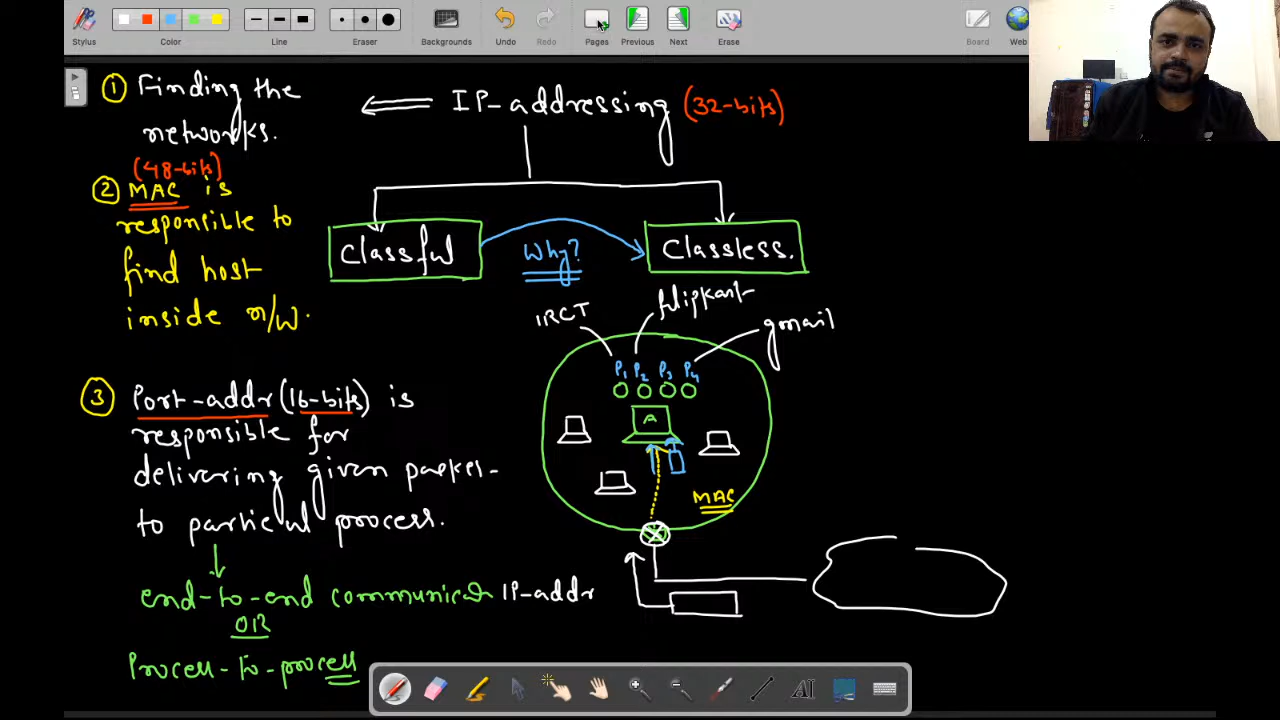 Stylus
Color
Line
Eraser
Backgrounds
Undo
Redo
Pages
Previous
Next
Erase
Board
Web
① Finding the
networks.
IP-addressing (32-bits)
(48-bits)
② MAC is
responsible to
find host
inside n/w.
Classful
Why?
Classless.
IRCT
flipkart
gmail
P1 P2 P3 P4
A
MAC
③ Port-addr (16-bits) is
responsible for
delivering given packet
to particul process.
end-to-end communicatn
IP-addr
OR
Process-to-process
AI